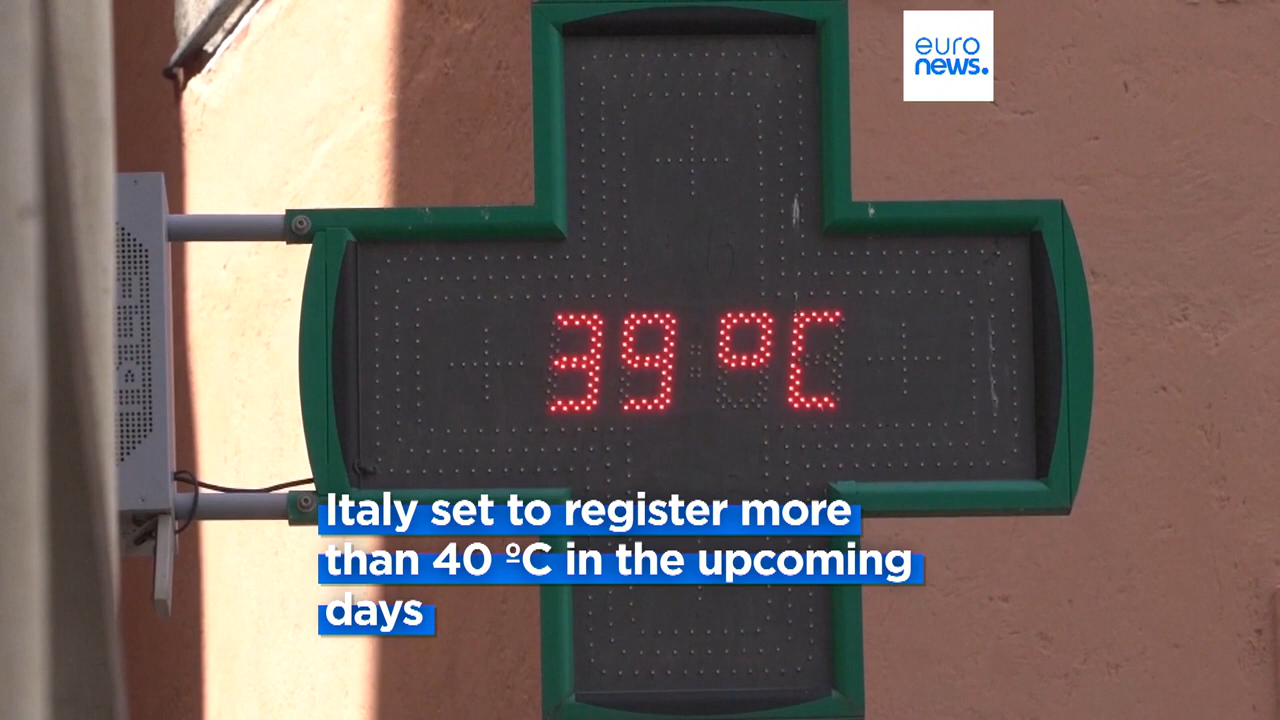 euro
news.
39 ºC
Italy set to register more
than 40 ºC in the upcoming
days